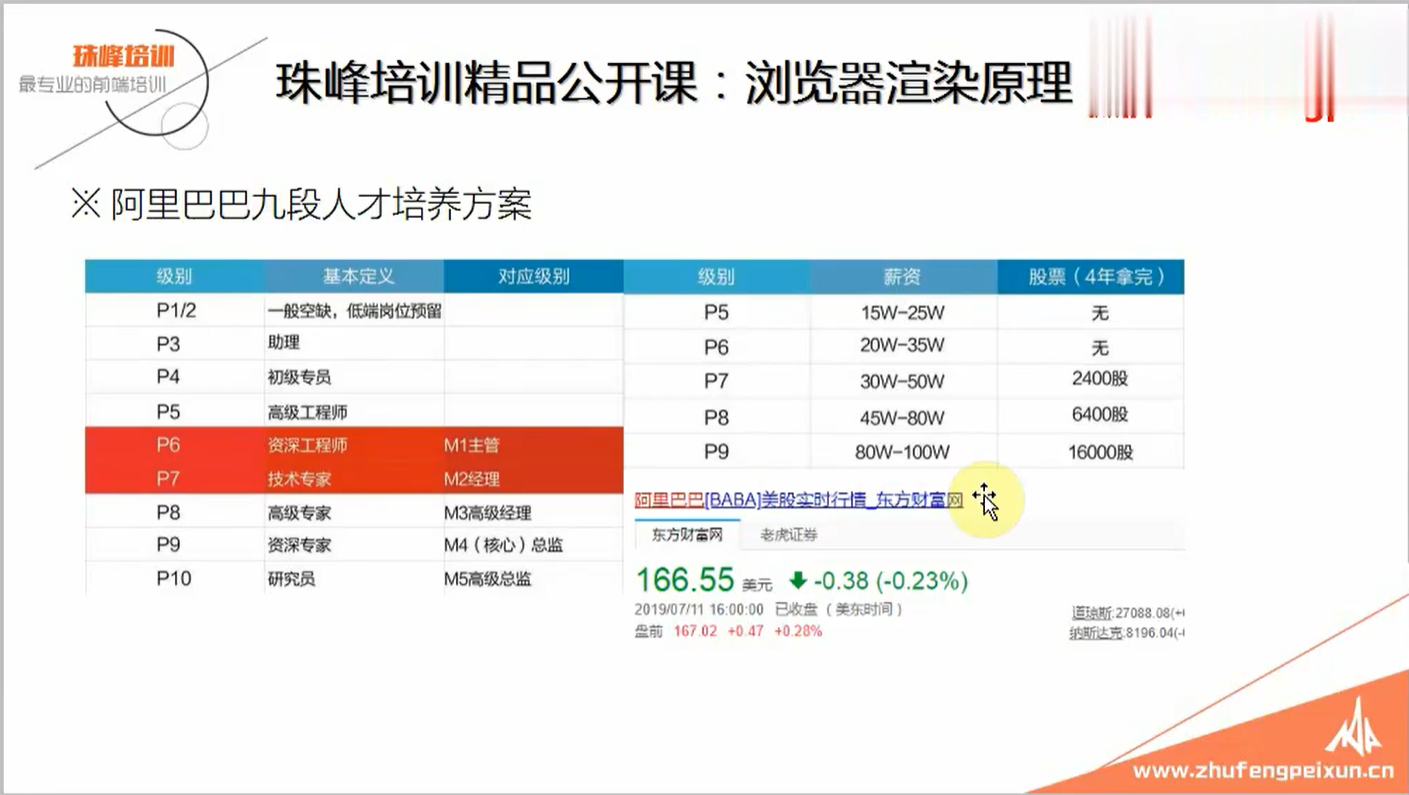 珠峰培训
最专业的前端培训
珠峰培训精品公开课：浏览器渲染原理
※ 阿里巴巴九段人才培养方案
级别 基本定义 对应级别
P1/2 一般空缺，低端岗位预留
P3 助理
P4 初级专员
P5 高级工程师
P6 资深工程师 M1主管
P7 技术专家 M2经理
P8 高级专家 M3高级经理
P9 资深专家 M4（核心）总监
P10 研究员 M5高级总监
级别 薪资 股票（4年拿完）
P5 15W-25W 无
P6 20W-35W 无
P7 30W-50W 2400股
P8 45W-80W 6400股
P9 80W-100W 16000股
阿里巴巴[BABA]美股实时行情_东方财富网
东方财富网 老虎证券
166.55 美元 -0.38 (-0.23%)
2019/07/11 16:00:00 已收盘 （美东时间）
盘前 167.02 +0.47 +0.28%
道琼斯:27088.08(+
纳斯达克:8196.04(-
www.zhufengpeixun.cn